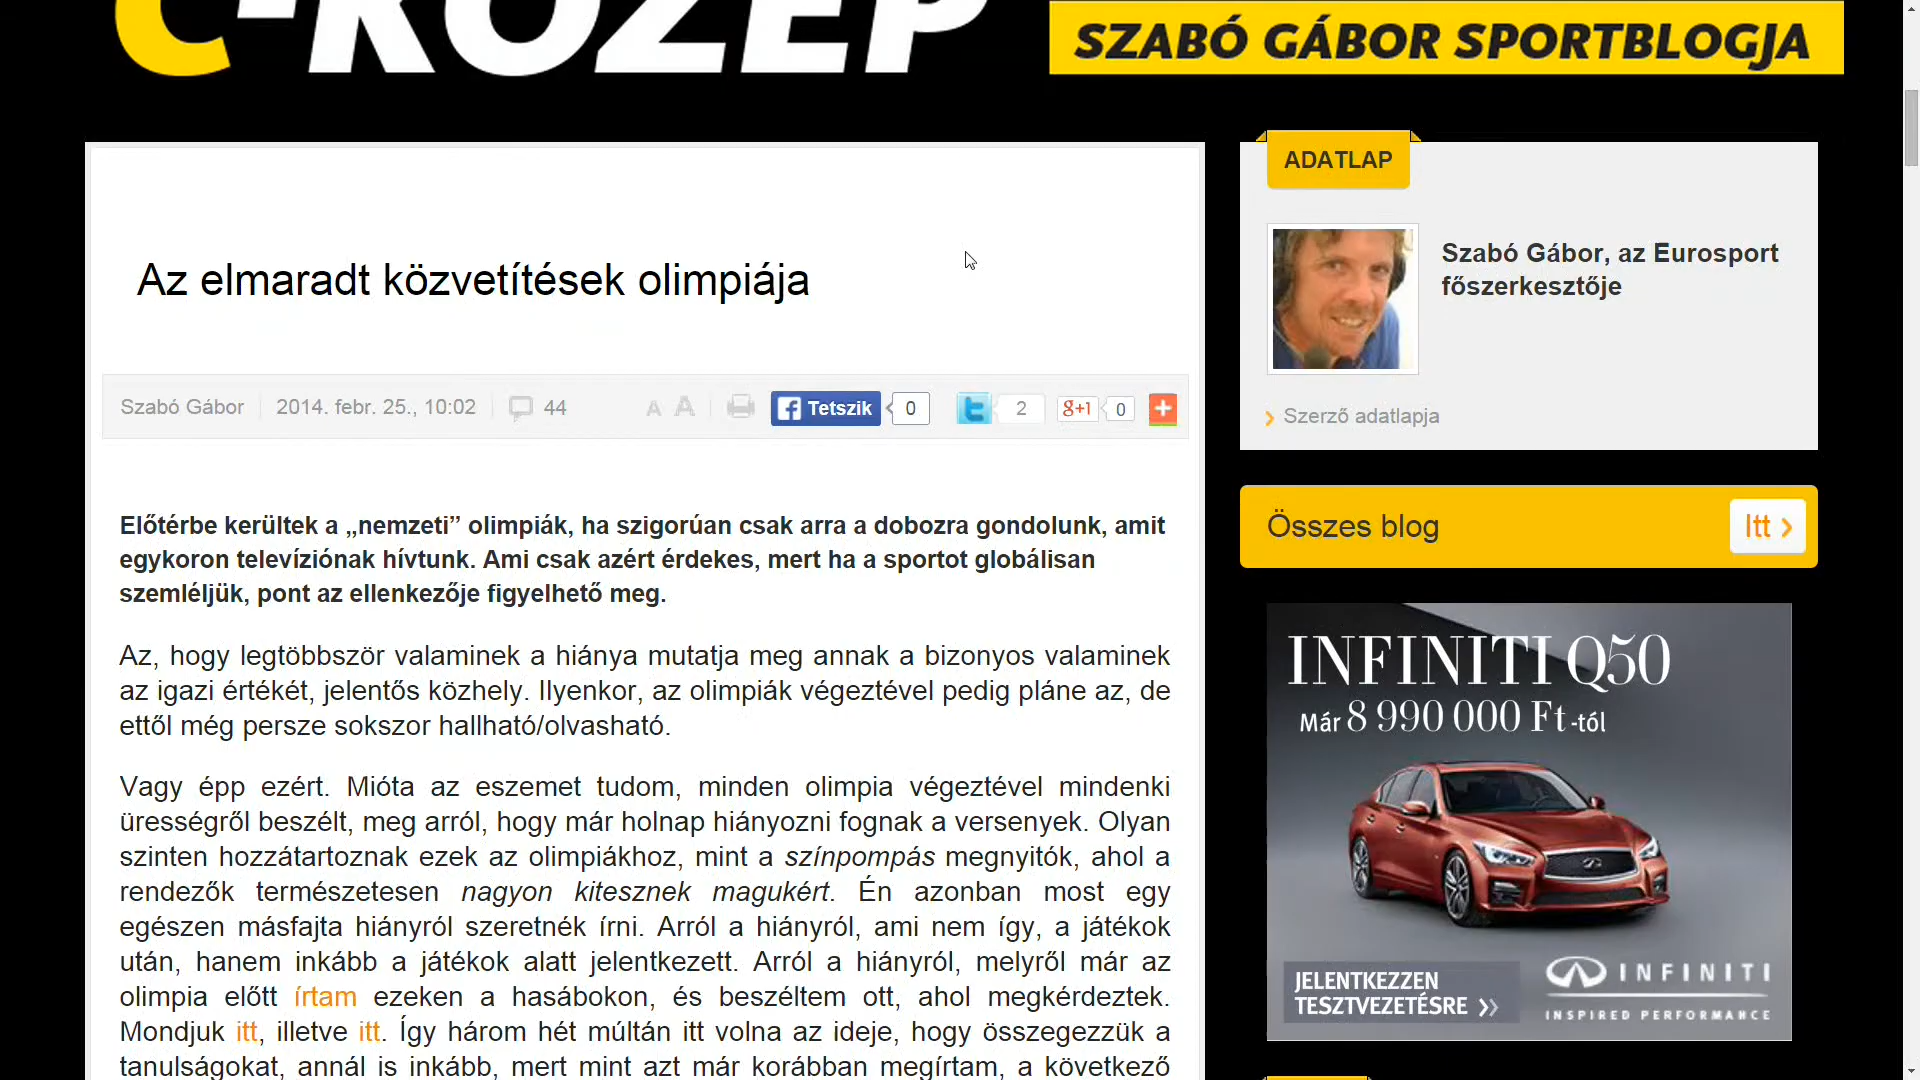 C-KÖZÉP
SZABÓ GÁBOR SPORTBLOGJA
Az elmaradt közvetítések olimpiája
Szabó Gábor
2014. febr. 25., 10:02
44
A A
Tetszik
0
2
g+1
0
Előtérbe kerültek a „nemzeti” olimpiák, ha szigorúan csak arra a dobozra gondolunk, amit
egykoron televíziónak hívtunk. Ami csak azért érdekes, mert ha a sportot globálisan
szemléljük, pont az ellenkezője figyelhető meg.
Az, hogy legtöbbször valaminek a hiánya mutatja meg annak a bizonyos valaminek
az igazi értékét, jelentős közhely. Ilyenkor, az olimpiák végeztével pedig pláne az, de
ettől még persze sokszor hallható/olvasható.
Vagy épp ezért. Mióta az eszemet tudom, minden olimpia végeztével mindenki
ürességről beszélt, meg arról, hogy már holnap hiányozni fognak a versenyek. Olyan
szinten hozzátartoznak ezek az olimpiákhoz, mint a színpompás megnyitók, ahol a
rendezők természetesen nagyon kitesznek magukért. Én azonban most egy
egészen másfajta hiányról szeretnék írni. Arról a hiányról, ami nem így, a játékok
után, hanem inkább a játékok alatt jelentkezett. Arról a hiányról, melyről már az
olimpia előtt írtam ezeken a hasábokon, és beszéltem ott, ahol megkérdeztek.
Mondjuk itt, illetve itt. Így három hét múltán itt volna az ideje, hogy összegezzük a
tanulságokat, annál is inkább, mert mint azt már korábban megírtam, a következő
ADATLAP
Szabó Gábor, az Eurosport
főszerkesztője
Szerző adatlapja
Összes blog
Itt
INFINITI Q50
Már 8 990 000 Ft-tól
JELENTKEZZEN
TESZTVEZETÉSRE
INFINITI
INSPIRED PERFORMANCE